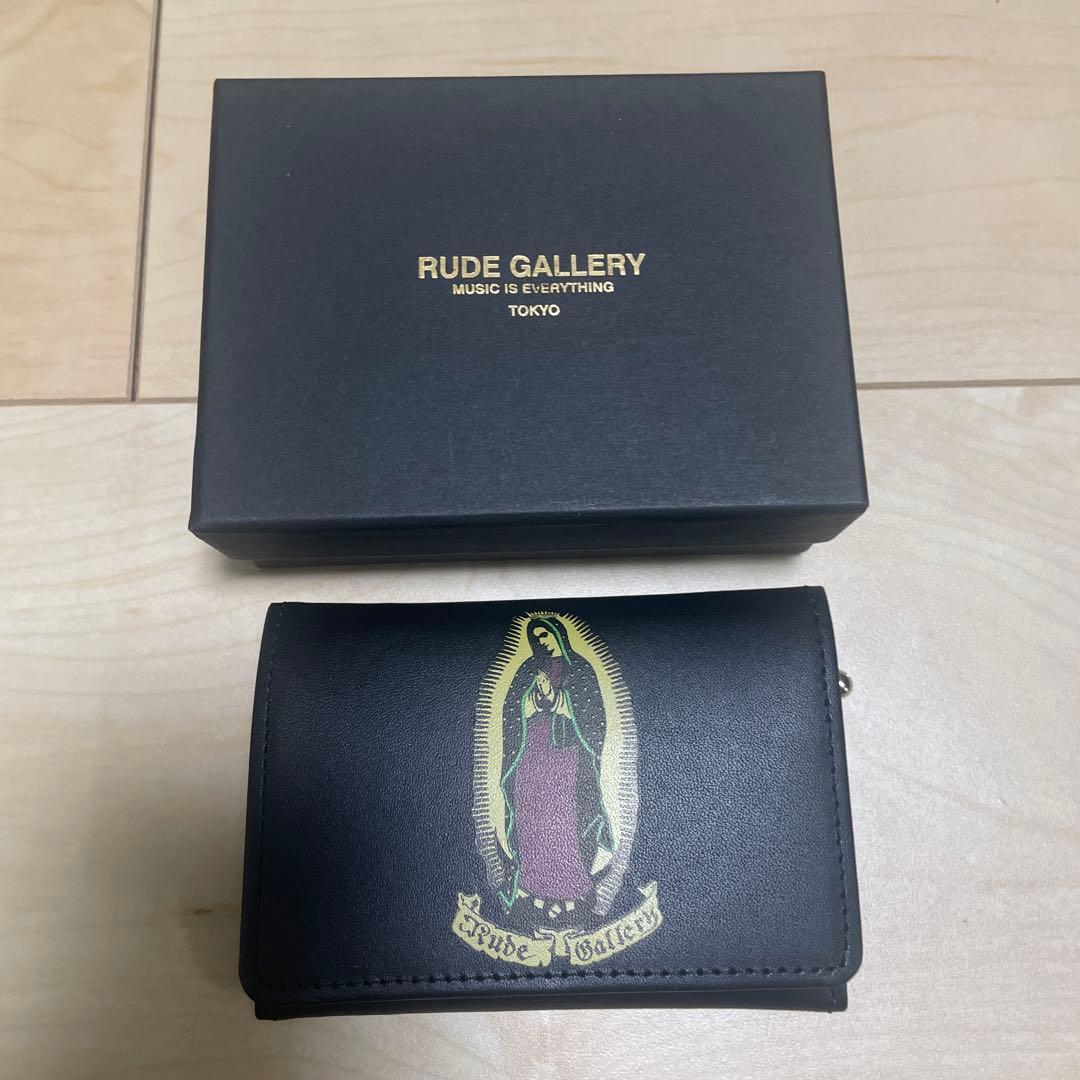 RUDE GALLERY
MUSIC IS EVERYTHING
TOKYO
Rude Gallery